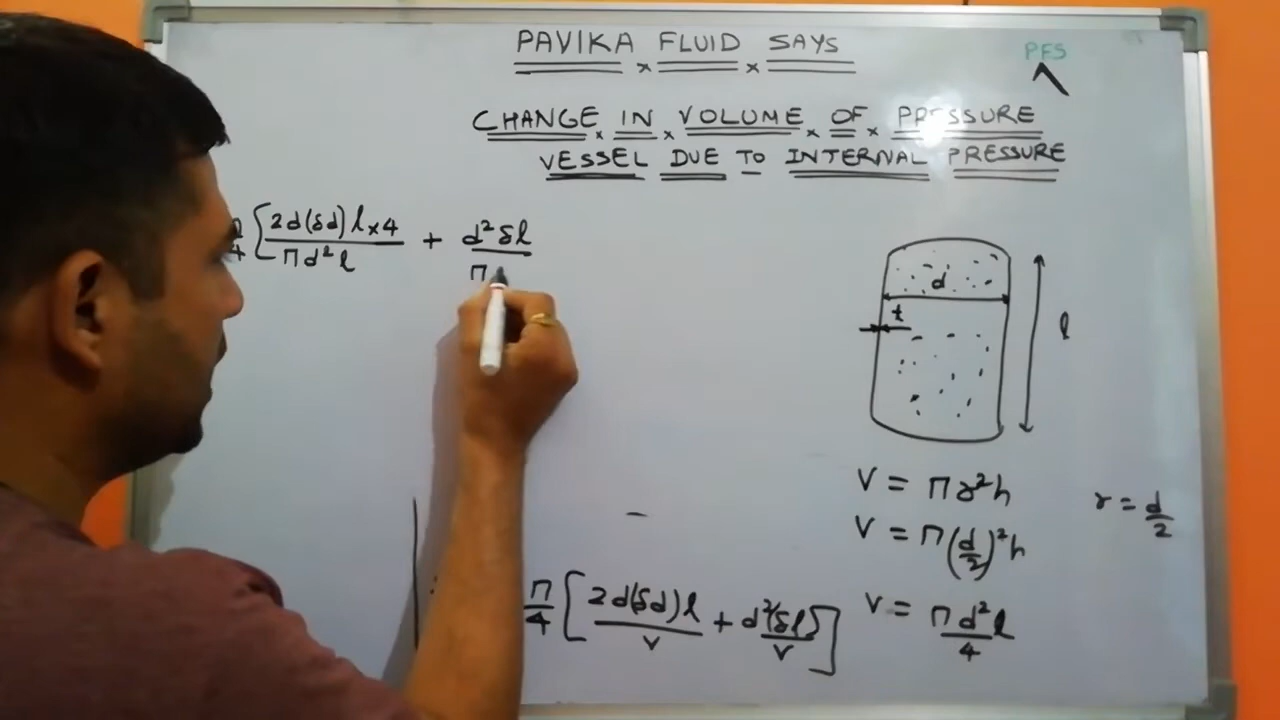 PAVIKA FLUID SAYS
PFS
CHANGE IN VOLUME OF PRESSURE
VESSEL DUE TO INTERNAL PRESSURE
π/4 [ 2d(δd)l×4 / πd²l + d²δl / π
d
t
l
V = πr²h
r = d/2
V = π(d/2)²h
π/4 [ 2d(δd)l / V + d²(δl) / V ]
V = πd²l / 4